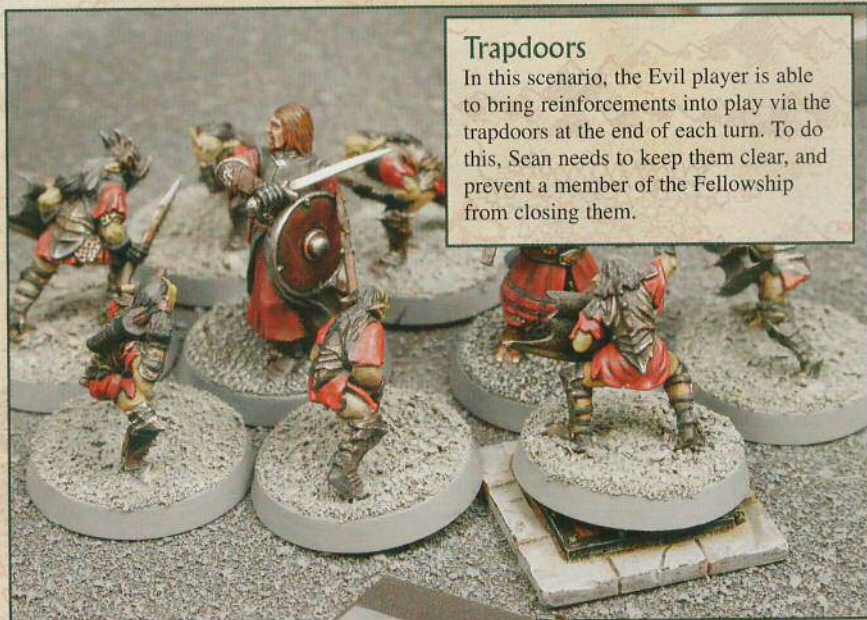 Trapdoors
In this scenario, the Evil player is able
to bring reinforcements into play via the
trapdoors at the end of each turn. To do
this, Sean needs to keep them clear, and
prevent a member of the Fellowship
from closing them.